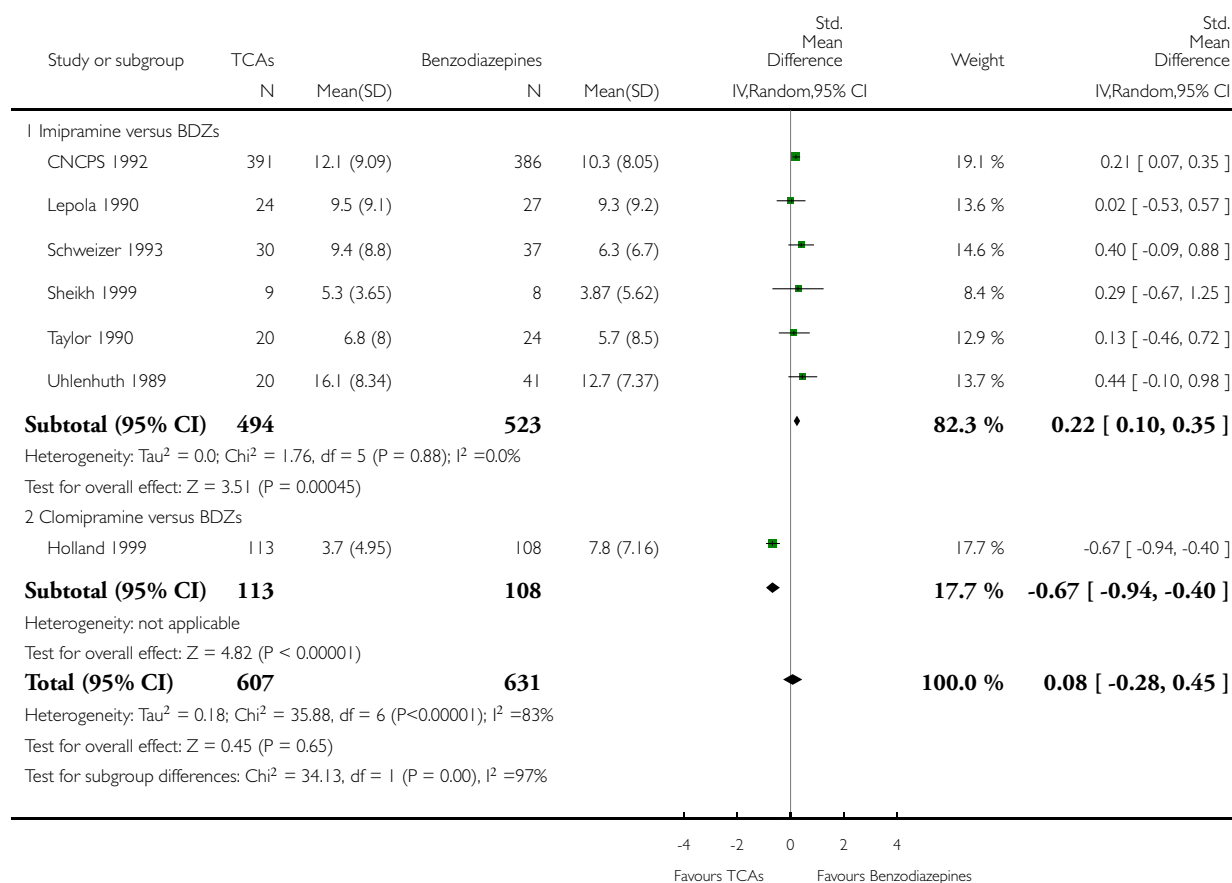 Study or subgroup TCAs Benzodiazepines Std. Mean Difference Weight Std. Mean Difference
N Mean(SD) N Mean(SD) IV,Random,95% CI IV,Random,95% CI
1 Imipramine versus BDZs
CNCPS 1992 391 12.1 (9.09) 386 10.3 (8.05) 19.1 % 0.21 [ 0.07, 0.35 ]
Lepola 1990 24 9.5 (9.1) 27 9.3 (9.2) 13.6 % 0.02 [ -0.53, 0.57 ]
Schweizer 1993 30 9.4 (8.8) 37 6.3 (6.7) 14.6 % 0.40 [ -0.09, 0.88 ]
Sheikh 1999 9 5.3 (3.65) 8 3.87 (5.62) 8.4 % 0.29 [ -0.67, 1.25 ]
Taylor 1990 20 6.8 (8) 24 5.7 (8.5) 12.9 % 0.13 [ -0.46, 0.72 ]
Uhlenhuth 1989 20 16.1 (8.34) 41 12.7 (7.37) 13.7 % 0.44 [ -0.10, 0.98 ]
Subtotal (95% CI) 494 523 82.3 % 0.22 [ 0.10, 0.35 ]
Heterogeneity: Tau² = 0.0; Chi² = 1.76, df = 5 (P = 0.88); I² =0.0%
Test for overall effect: Z = 3.51 (P = 0.00045)
2 Clomipramine versus BDZs
Holland 1999 113 3.7 (4.95) 108 7.8 (7.16) 17.7 % -0.67 [ -0.94, -0.40 ]
Subtotal (95% CI) 113 108 17.7 % -0.67 [ -0.94, -0.40 ]
Heterogeneity: not applicable
Test for overall effect: Z = 4.82 (P < 0.00001)
Total (95% CI) 607 631 100.0 % 0.08 [ -0.28, 0.45 ]
Heterogeneity: Tau² = 0.18; Chi² = 35.88, df = 6 (P<0.00001); I² =83%
Test for overall effect: Z = 0.45 (P = 0.65)
Test for subgroup differences: Chi² = 34.13, df = 1 (P = 0.00), I² =97%
-4 -2 0 2 4
Favours TCAs Favours Benzodiazepines